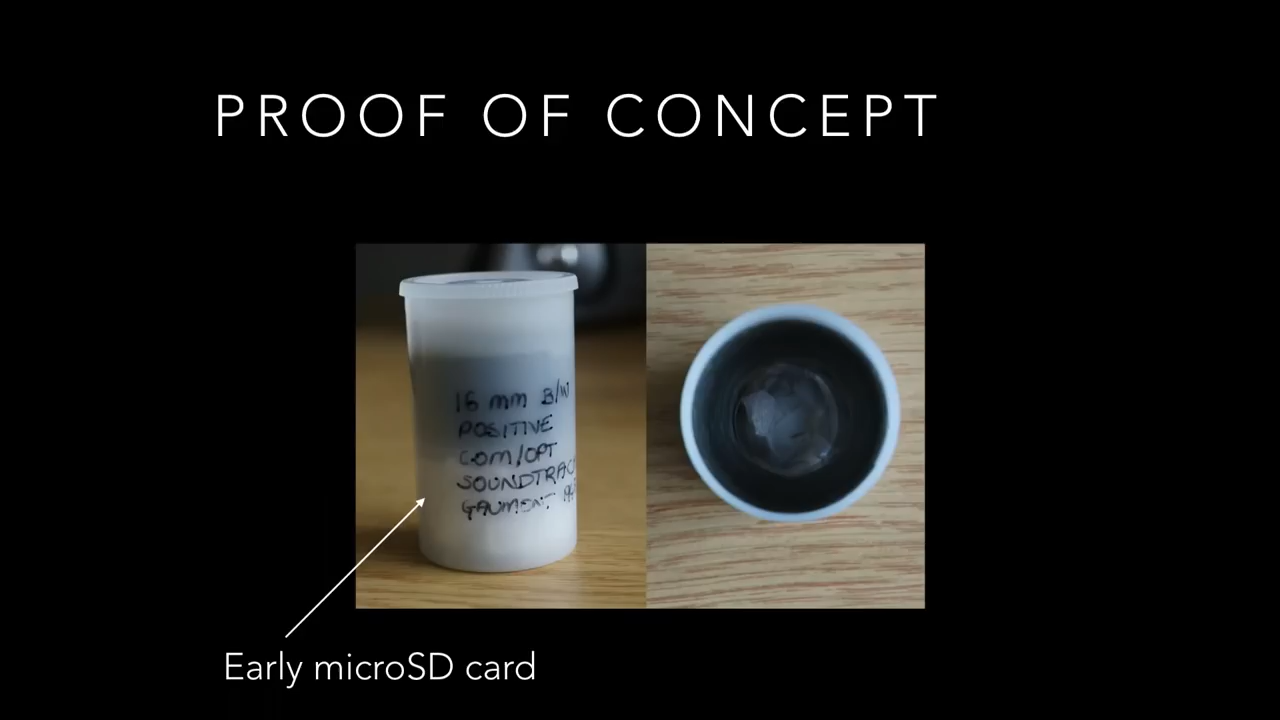 PROOF OF CONCEPT
16 mm B/W
POSITIVE
COM/OPT
SOUNDTRAC
GAUMONT
Early microSD card